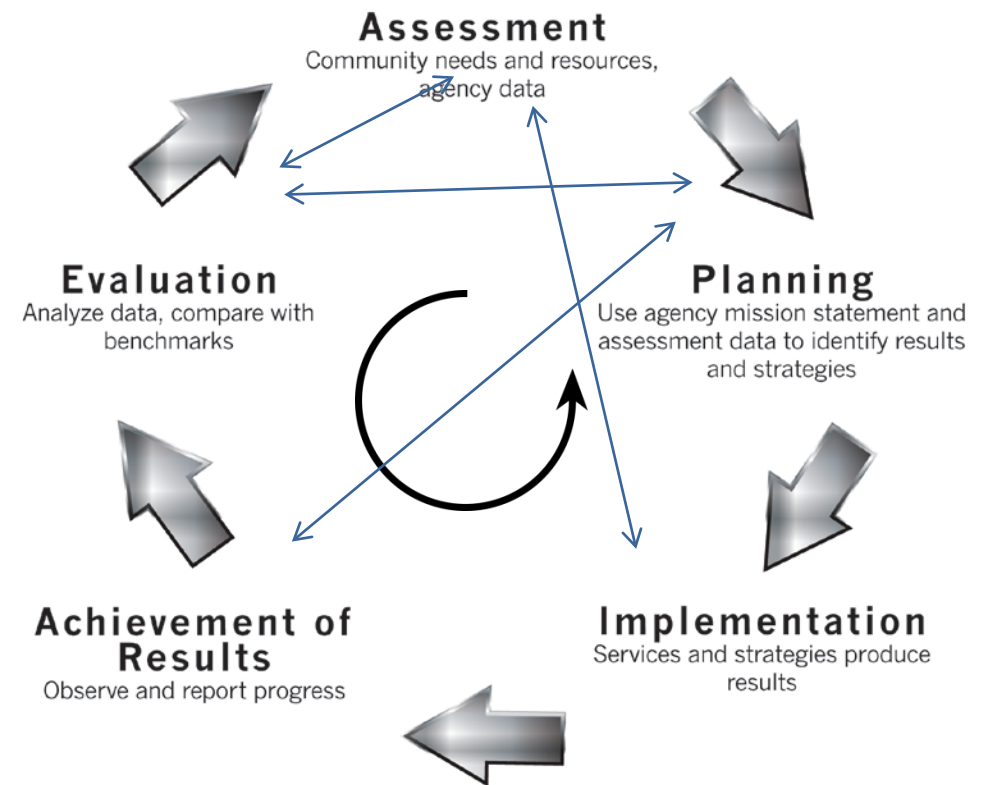 Assessment
Community needs and resources,
agency data
Evaluation
Analyze data, compare with
benchmarks
Planning
Use agency mission statement and
assessment data to identify results
and strategies
Achievement of
Results
Observe and report progress
Implementation
Services and strategies produce
results